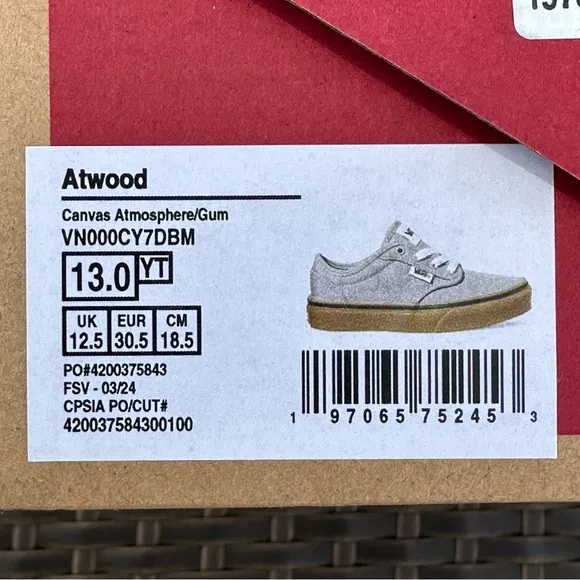 Atwood
Canvas Atmosphere/Gum
VN000CY7DBM
13.0 YT
UK EUR CM
12.5 30.5 18.5
PO#4200375843
FSV - 03/24
CPSIA PO/CUT#
420037584300100
1 97065 75245 3